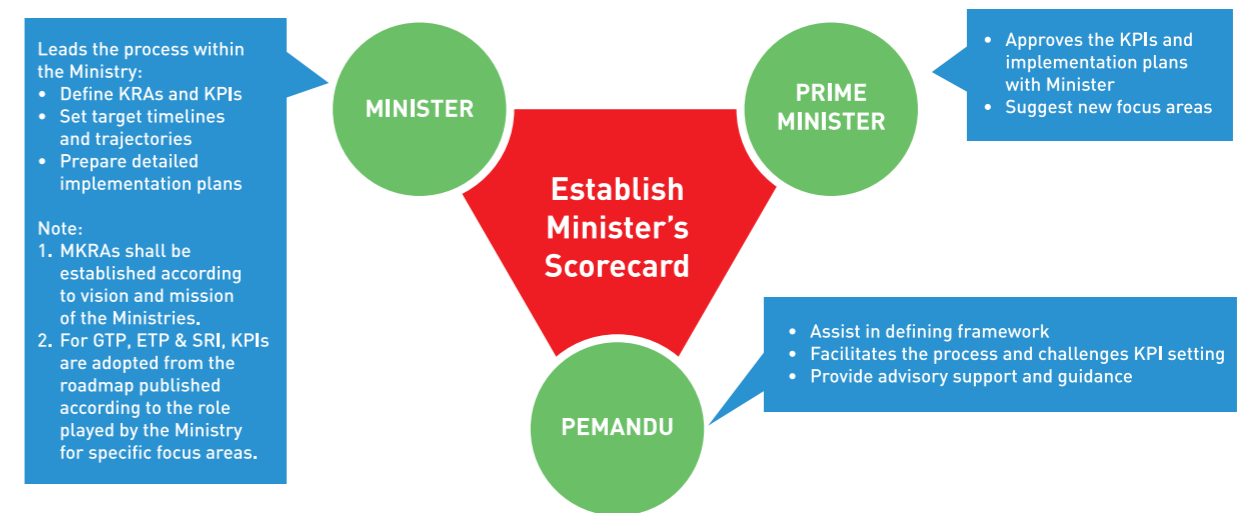 Leads the process within
the Ministry:
• Define KRAs and KPIs
• Set target timelines
and trajectories
• Prepare detailed
implementation plans
Note:
1. MKRAs shall be
established according
to vision and mission
of the Ministries.
2. For GTP, ETP & SRI, KPIs
are adopted from the
roadmap published
according to the role
played by the Ministry
for specific focus areas.
MINISTER
PRIME
MINISTER
• Approves the KPIs and
implementation plans
with Minister
• Suggest new focus areas
Establish
Minister’s
Scorecard
PEMANDU
• Assist in defining framework
• Facilitates the process and challenges KPI setting
• Provide advisory support and guidance